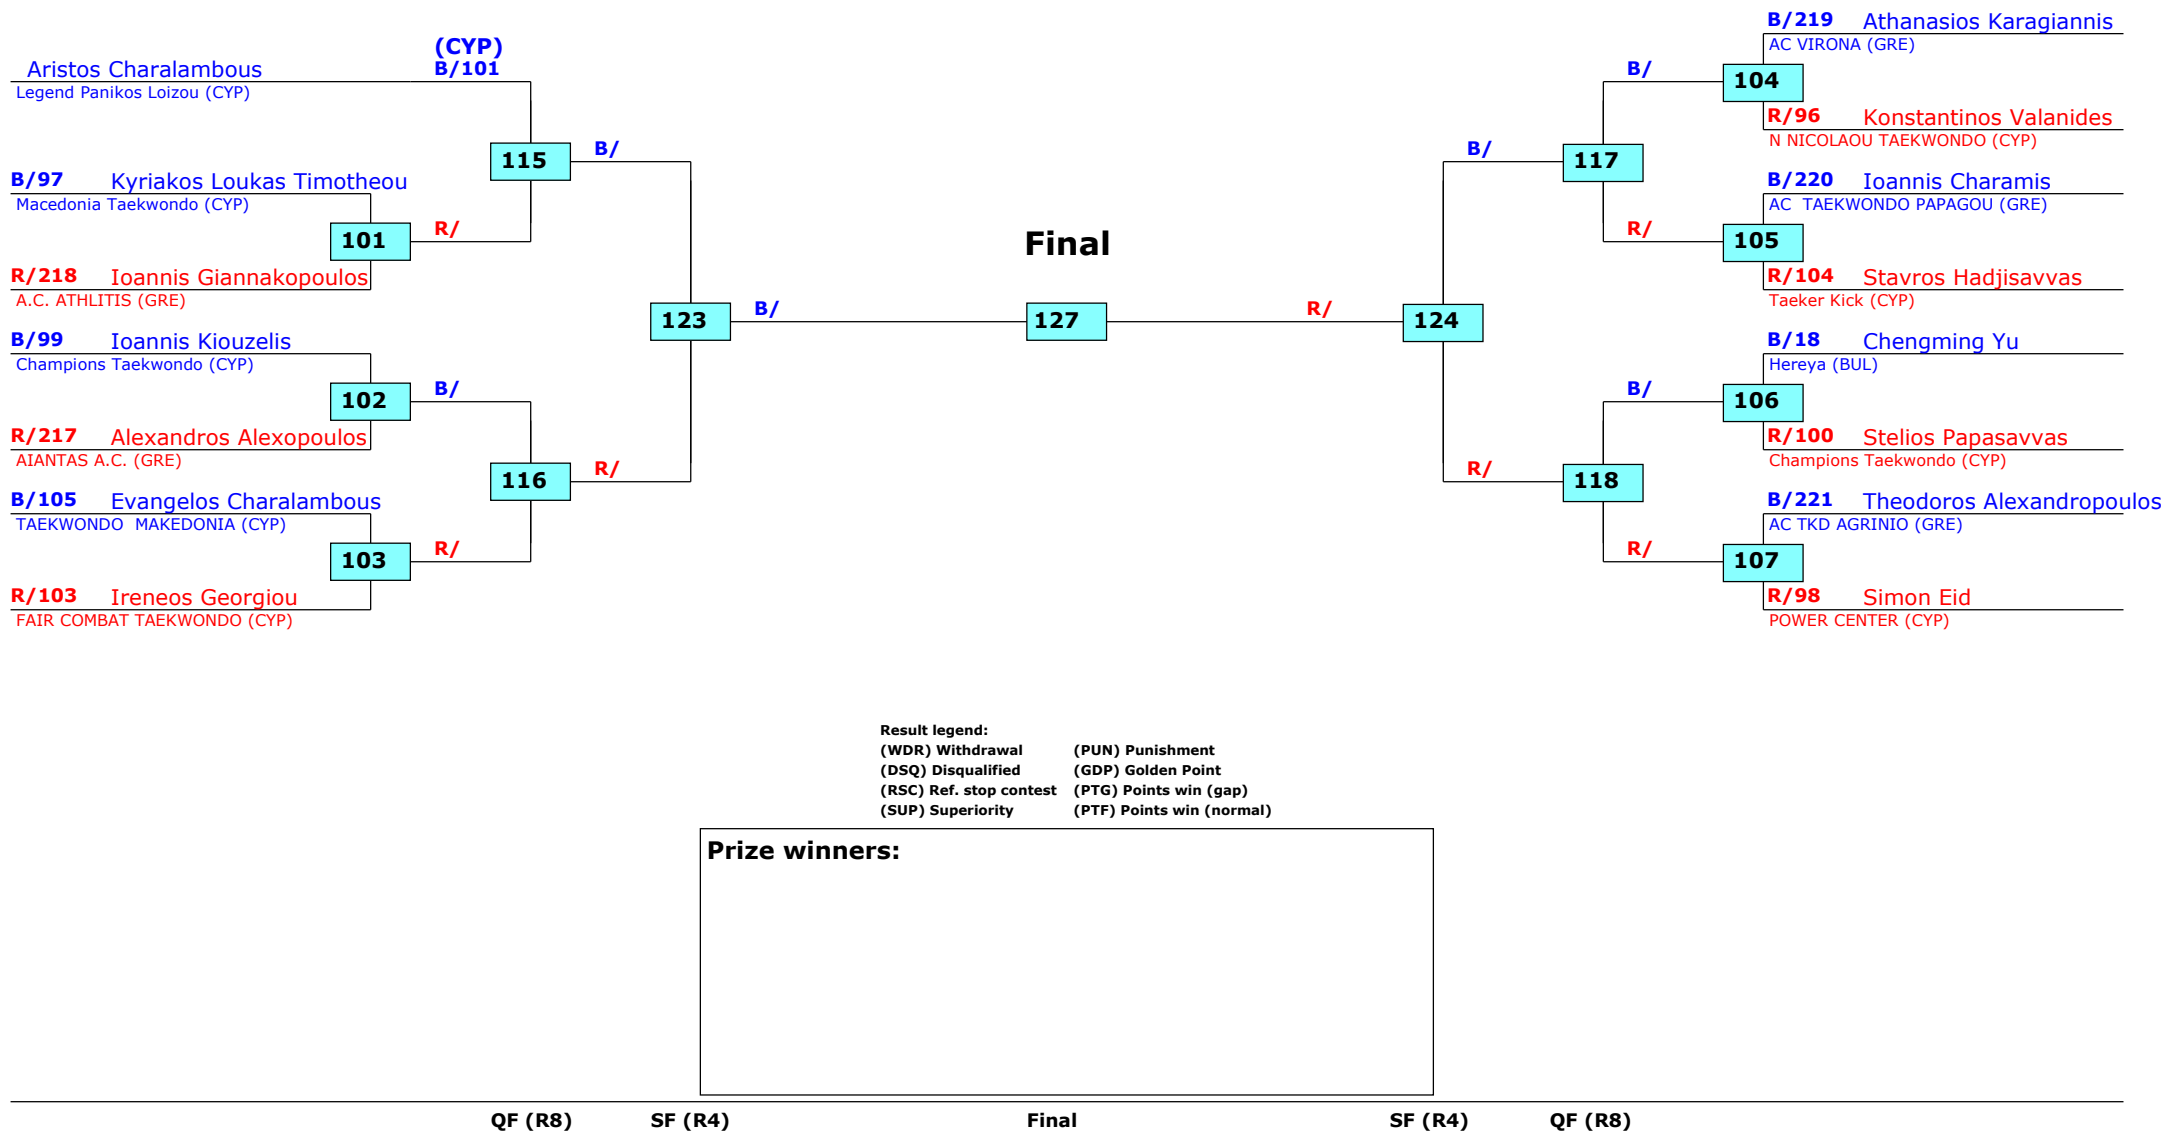 (CYP)
Aristos Charalambous B/101
Legend Panikos Loizou (CYP)
115 B/
B/97 Kyriakos Loukas Timotheou
Macedonia Taekwondo (CYP)
101 R/
R/218 Ioannis Giannakopoulos
A.C. ATHLITIS (GRE)
123 B/
B/99 Ioannis Kiouzelis
Champions Taekwondo (CYP)
102 B/
R/217 Alexandros Alexopoulos
AIANTAS A.C. (GRE)
116 R/
B/105 Evangelos Charalambous
TAEKWONDO MAKEDONIA (CYP)
103 R/
R/103 Ireneos Georgiou
FAIR COMBAT TAEKWONDO (CYP)
Final
127
B/219 Athanasios Karagiannis
AC VIRONA (GRE)
B/ 104
R/96 Konstantinos Valanides
N NICOLAOU TAEKWONDO (CYP)
B/ 117
B/220 Ioannis Charamis
AC TAEKWONDO PAPAGOU (GRE)
R/ 105
R/104 Stavros Hadjisavvas
Taeker Kick (CYP)
R/ 124
B/18 Chengming Yu
Hereya (BUL)
B/ 106
R/100 Stelios Papasavvas
Champions Taekwondo (CYP)
R/ 118
B/221 Theodoros Alexandropoulos
AC TKD AGRINIO (GRE)
R/ 107
R/98 Simon Eid
POWER CENTER (CYP)
Result legend:
(WDR) Withdrawal (PUN) Punishment
(DSQ) Disqualified (GDP) Golden Point
(RSC) Ref. stop contest (PTG) Points win (gap)
(SUP) Superiority (PTF) Points win (normal)
Prize winners:
QF (R8) SF (R4) Final SF (R4) QF (R8)